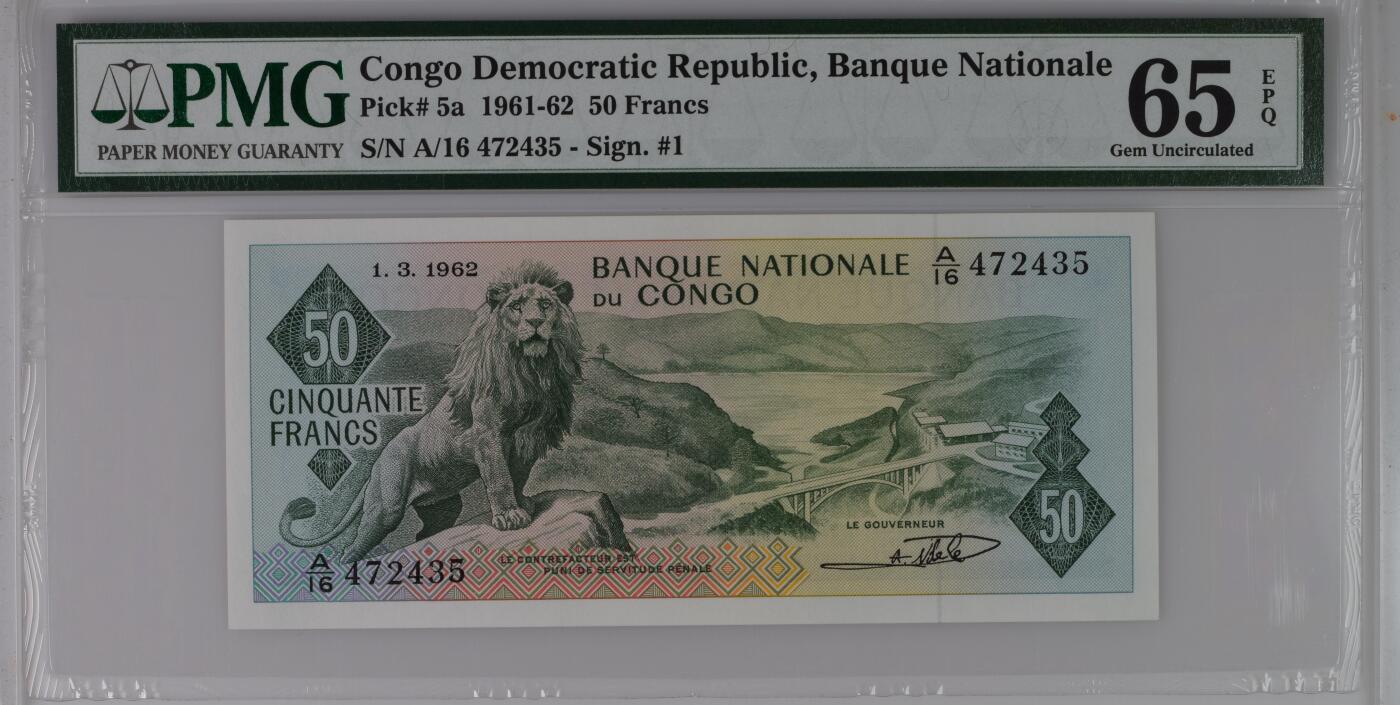 PMG
PAPER MONEY GUARANTY
Congo Democratic Republic, Banque Nationale
Pick# 5a 1961-62 50 Francs
S/N A/16 472435 - Sign. #1
65
EPQ
Gem Uncirculated
1. 3. 1962
BANQUE NATIONALE
DU CONGO
A/16 472435
50
CINQUANTE
FRANCS
50
LE GOUVERNEUR
A. Ndele
A/16 472435
LE CONTREFACTEUR EST
PUNI DE SERVITUDE PÉNALE